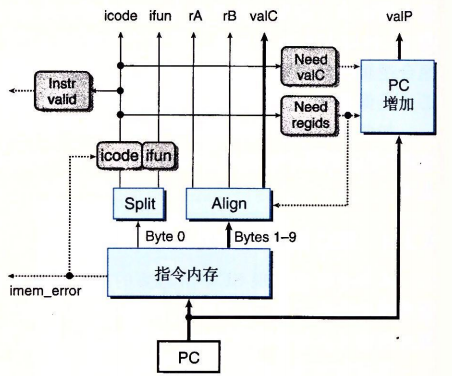 icode ifun rA rB valC valP
Need
valC
Instr
valid
PC
增加
Need
regids
icode ifun
Split
Align
Byte 0
Bytes 1–9
指令内存
imem_error
PC